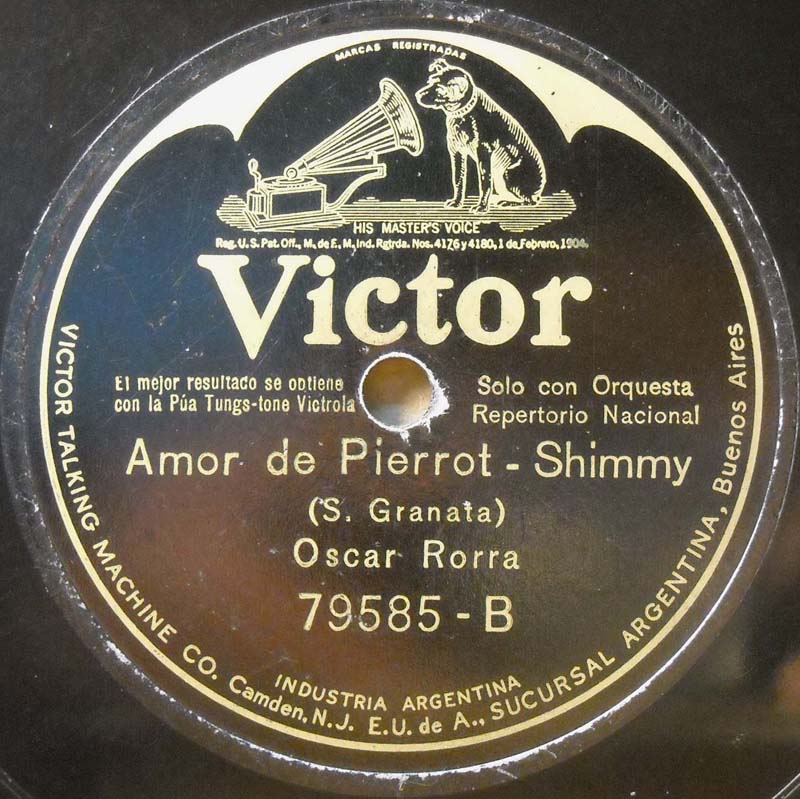 MARCAS REGISTRADAS
HIS MASTER'S VOICE
Reg. U.S. Pat. Off., M. de F., M. Ind. Rgtrda. Nos. 4176 y 4180, 1 de Febrero, 1904.
Victor
El mejor resultado se obtiene
con la Púa Tungs-tone Victrola
Solo con Orquesta
Repertorio Nacional
Amor de Pierrot - Shimmy
(S. Granata)
Oscar Rorra
79585 - B
INDUSTRIA ARGENTINA
VICTOR TALKING MACHINE CO. Camden, N.J. E.U. de A., SUCURSAL ARGENTINA, Buenos Aires